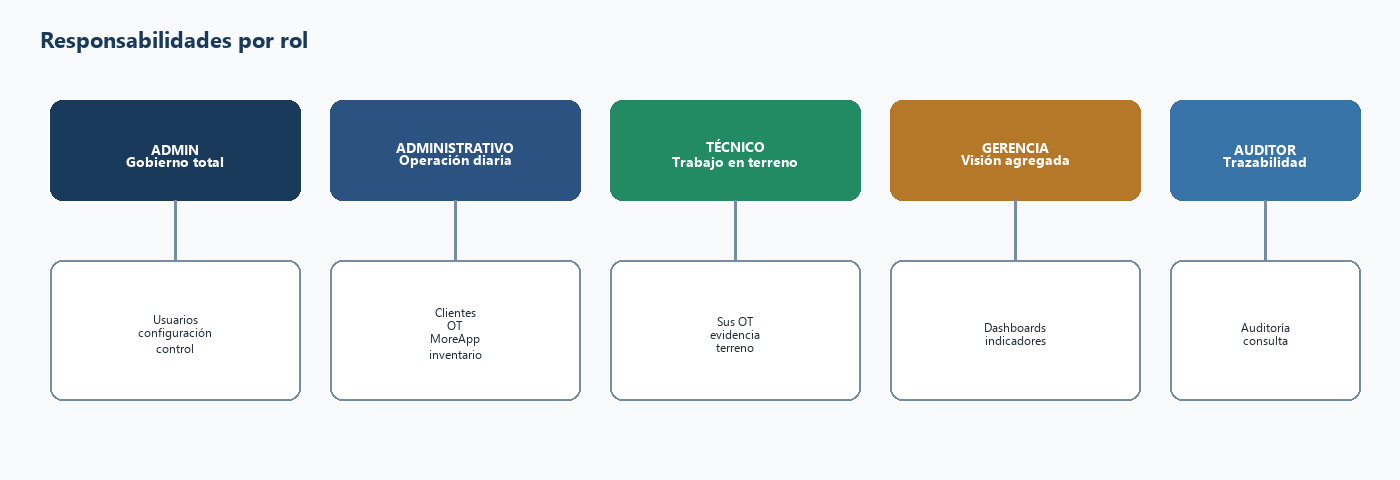 Responsabilidades por rol
ADMIN
Gobierno total
ADMINISTRATIVO
Operación diaria
TÉCNICO
Trabajo en terreno
GERENCIA
Visión agregada
AUDITOR
Trazabilidad
Usuarios
configuración
control
Clientes
OT
MoreApp
inventario
Sus OT
evidencia
terreno
Dashboards
indicadores
Auditoría
consulta